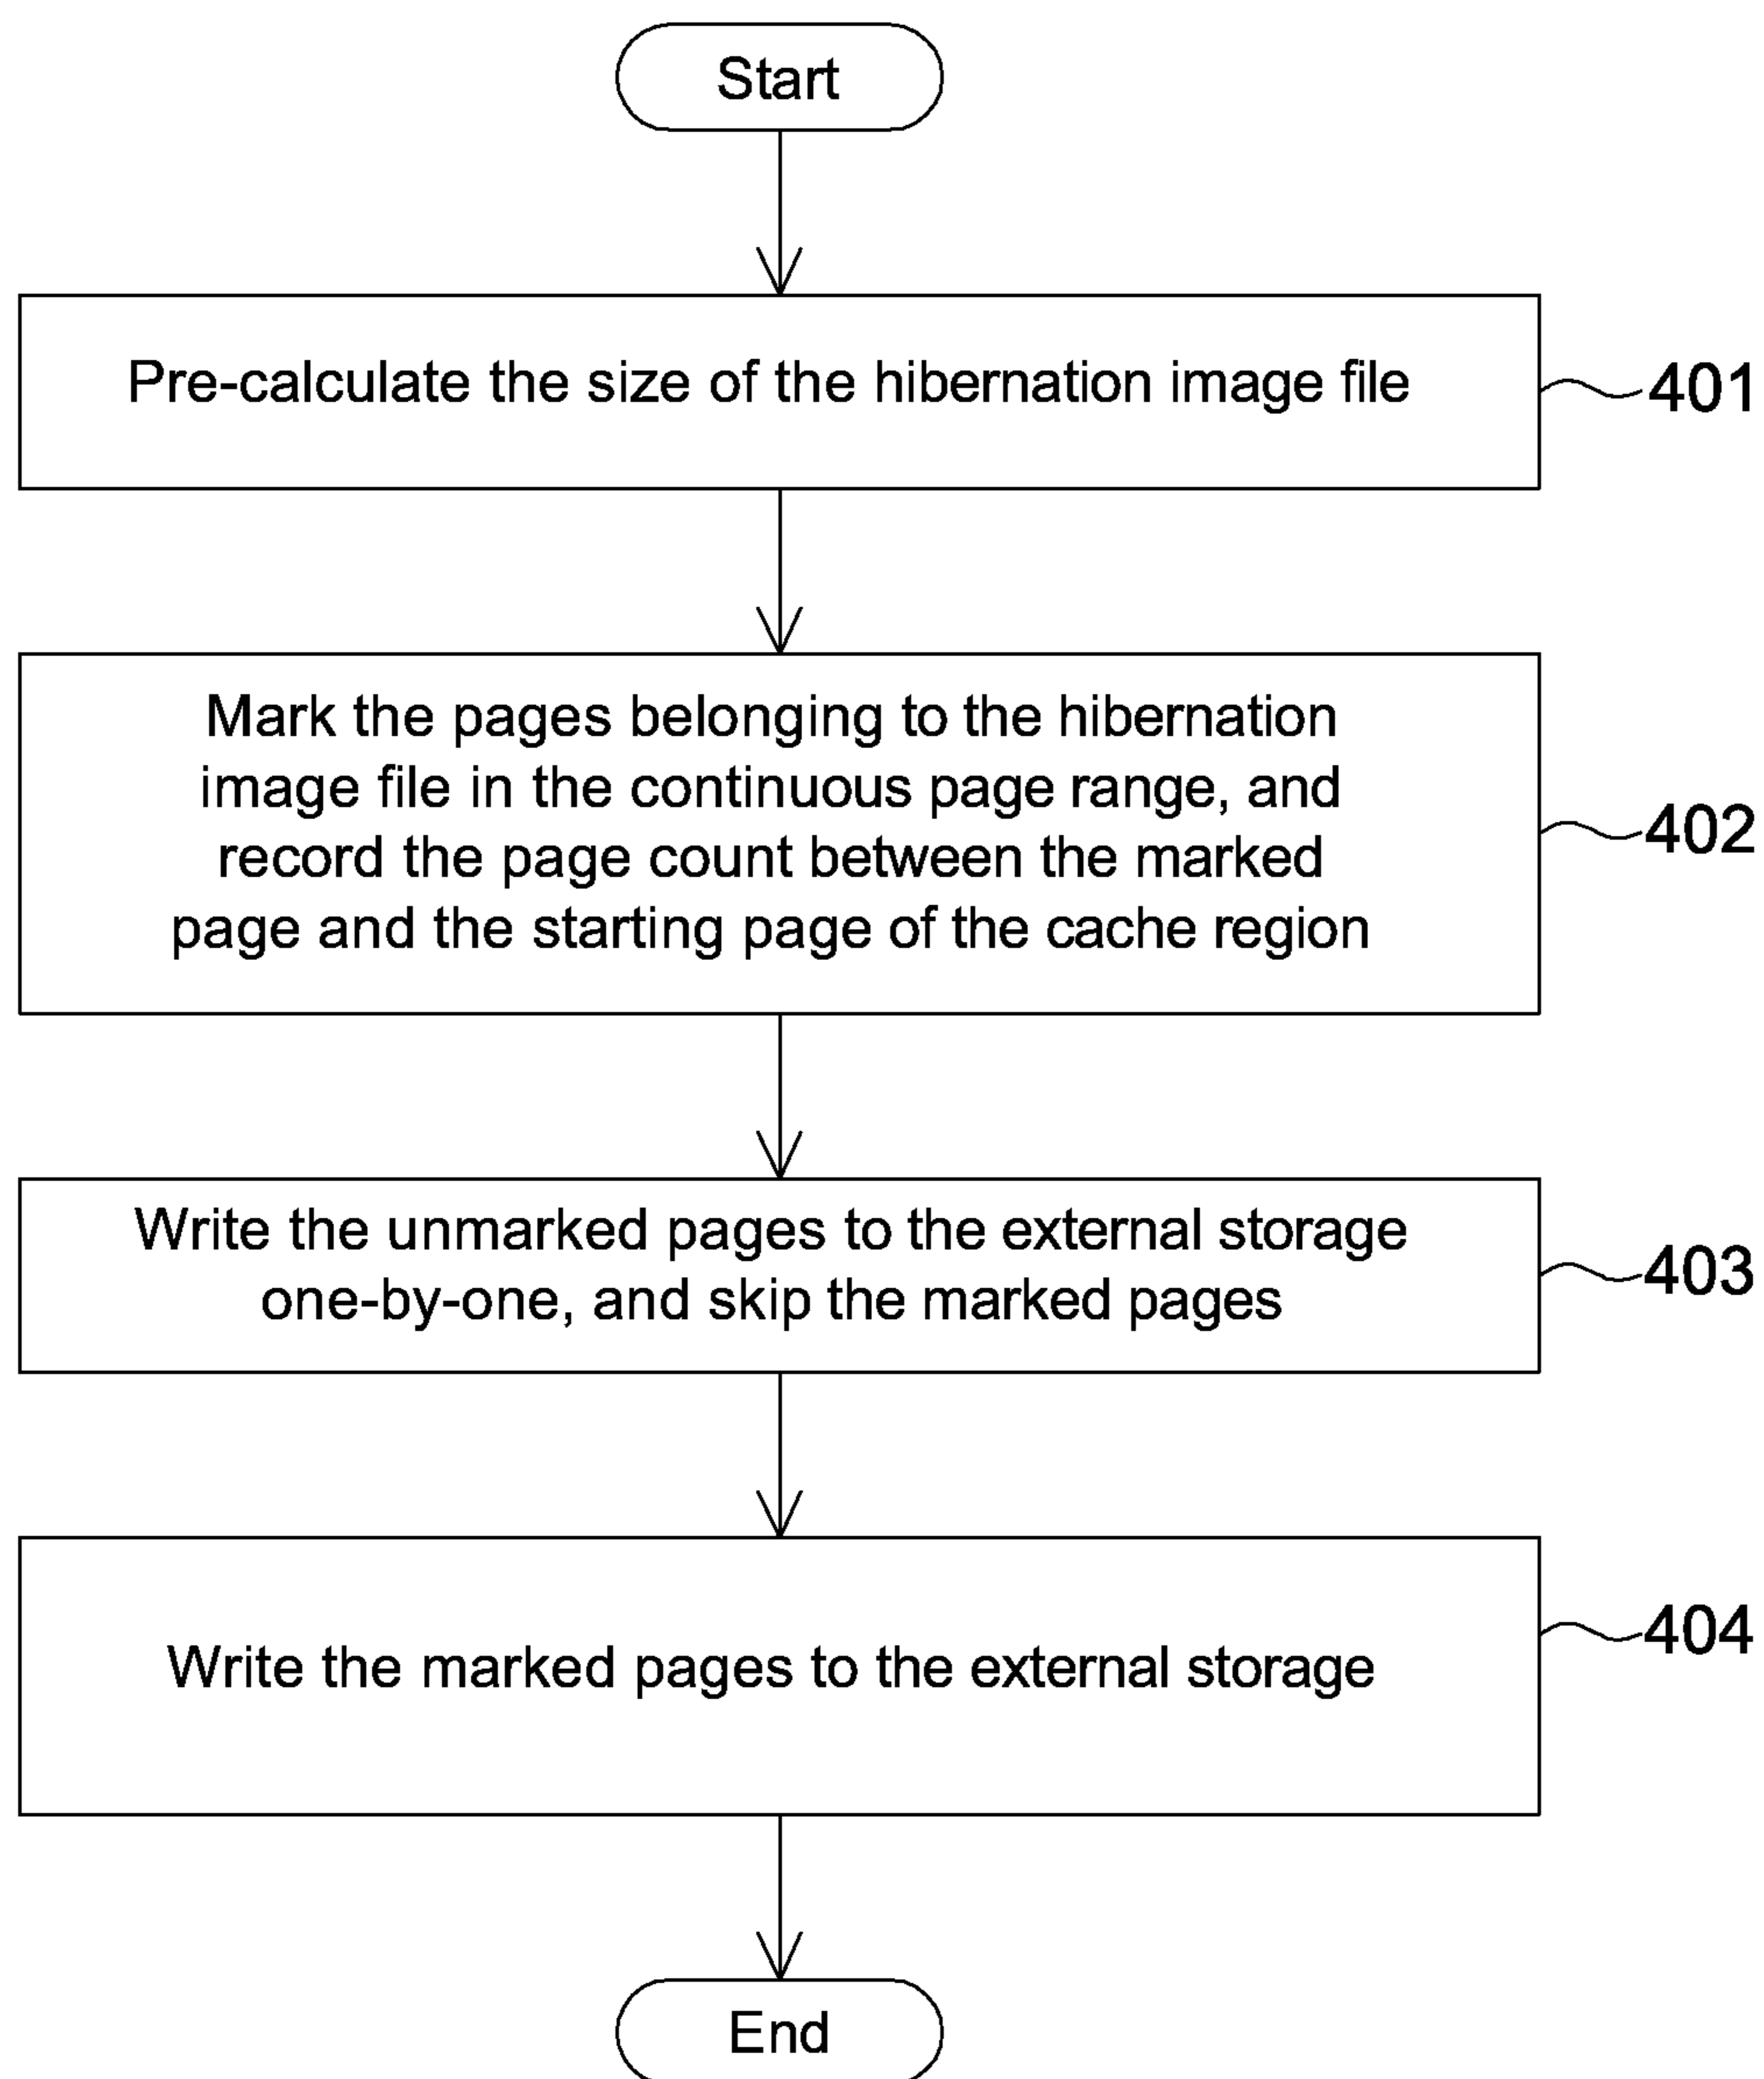 Start
Pre-calculate the size of the hibernation image file
401
Mark the pages belonging to the hibernation
image file in the continuous page range, and
record the page count between the marked
page and the starting page of the cache region
402
Write the unmarked pages to the external storage
one-by-one, and skip the marked pages
403
Write the marked pages to the external storage
404
End